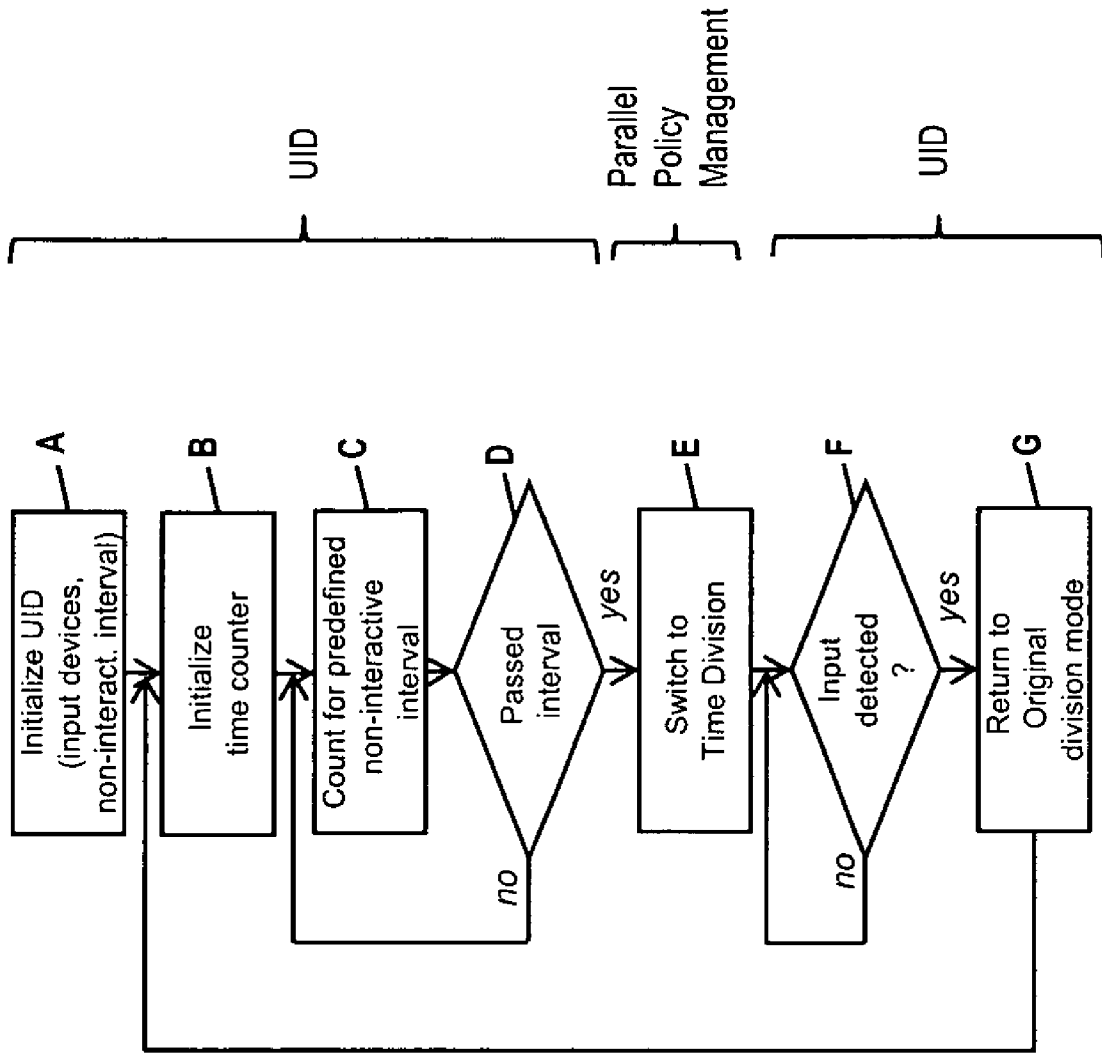 Initialize UID
(input devices,
non-interact. interval)
A
Initialize
time counter
B
Count for predefined
non-interactive
interval
C
Passed
interval
D
no
yes
Switch to
Time Division
E
Input
detected
?
F
no
yes
Return to
Original
division mode
G
UID
Parallel
Policy
Management
UID